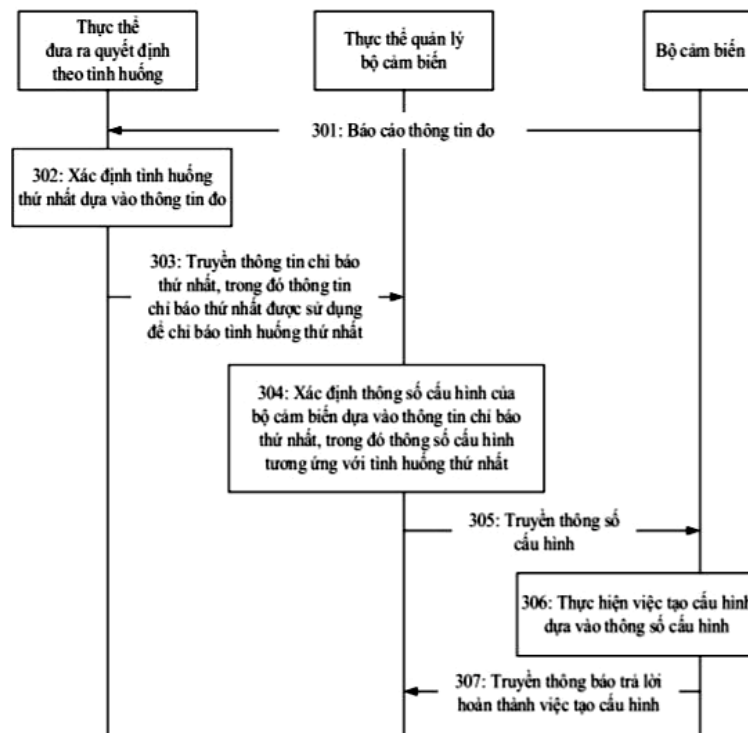 Thực thể
đưa ra quyết định
theo tình huống
Thực thể quản lý
bộ cảm biến
Bộ cảm biến
301: Báo cáo thông tin đo
302: Xác định tình huống
thứ nhất dựa vào thông tin đo
303: Truyền thông tin chỉ báo
thứ nhất, trong đó thông tin
chỉ báo thứ nhất được sử dụng
để chỉ báo tình huống thứ nhất
304: Xác định thông số cấu hình của
bộ cảm biến dựa vào thông tin chỉ báo
thứ nhất, trong đó thông số cấu hình
tương ứng với tình huống thứ nhất
305: Truyền thông số
cấu hình
306: Thực hiện việc tạo cấu hình
dựa vào thông số cấu hình
307: Truyền thông báo trả lời
hoàn thành việc tạo cấu hình